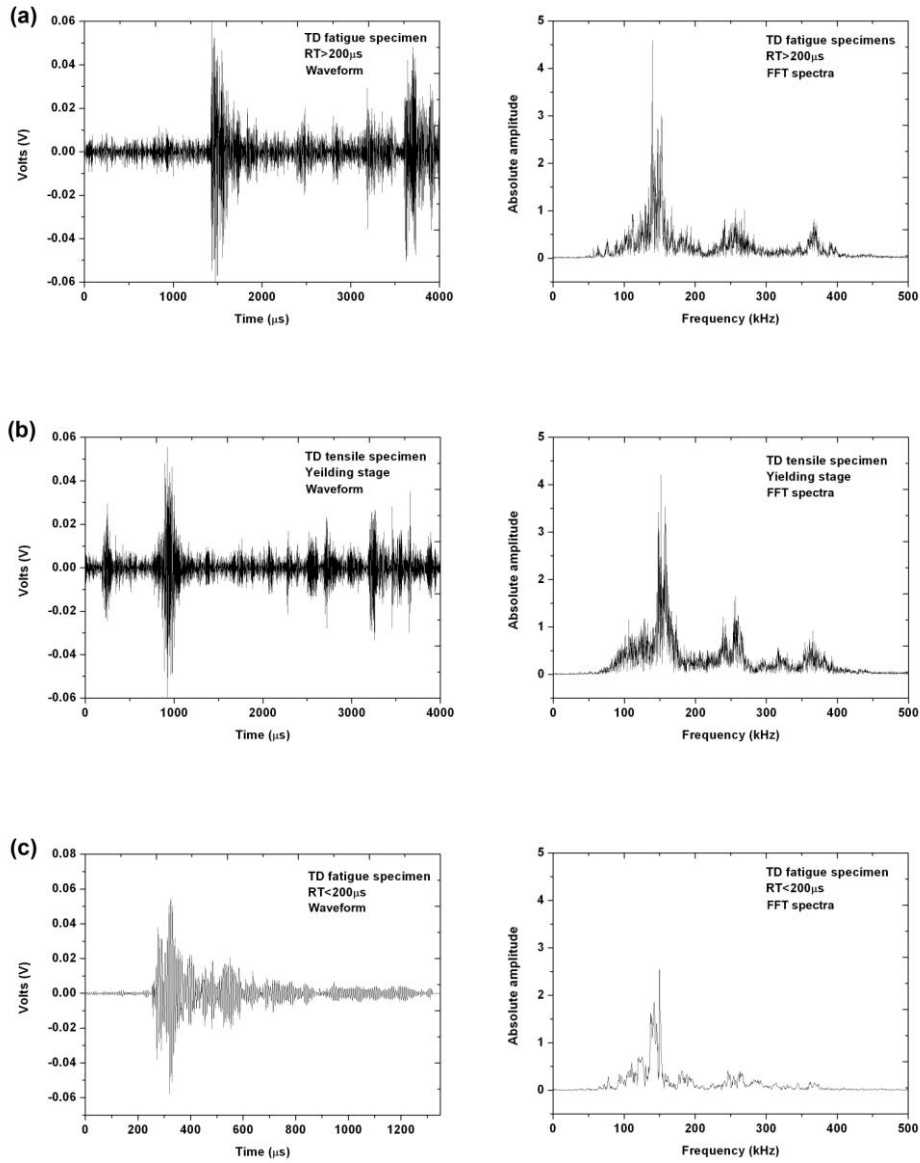 (a)
0.06
0.04
0.02
0.00
-0.02
-0.04
-0.06
Volts (V)
TD fatigue specimen
RT>200μs
Waveform
0 1000 2000 3000 4000
Time (μs)
5
4
3
2
1
0
Absolute amplitude
TD fatigue specimens
RT>200μs
FFT spectra
0 100 200 300 400 500
Frequency (kHz)
(b)
0.06
0.04
0.02
0.00
-0.02
-0.04
-0.06
Volts (V)
TD tensile specimen
Yeilding stage
Waveform
0 1000 2000 3000 4000
Time (μs)
5
4
3
2
1
0
Absolute amplitude
TD tensile specimen
Yielding stage
FFT spectra
0 100 200 300 400 500
Frequency (kHz)
(c)
0.08
0.06
0.04
0.02
0.00
-0.02
-0.04
-0.06
Volts (V)
TD fatigue specimen
RT<200μs
Waveform
0 200 400 600 800 1000 1200
Time (μs)
5
4
3
2
1
0
Absolute amplitude
TD fatigue specimen
RT<200μs
FFT spectra
0 100 200 300 400 500
Frequency (kHz)